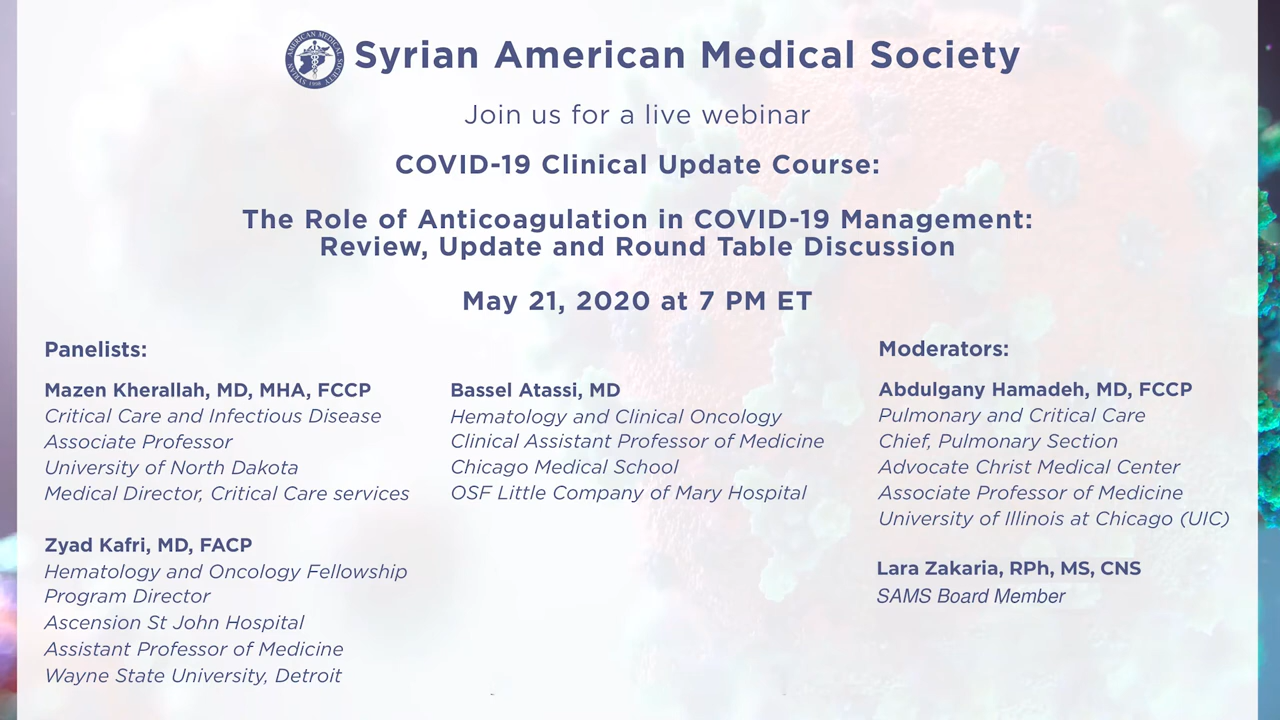 SYRIAN AMERICAN MEDICAL SOCIETY
1998
Syrian American Medical Society
Join us for a live webinar
COVID-19 Clinical Update Course:
The Role of Anticoagulation in COVID-19 Management:
Review, Update and Round Table Discussion
May 21, 2020 at 7 PM ET
Panelists:
Mazen Kherallah, MD, MHA, FCCP
Critical Care and Infectious Disease
Associate Professor
University of North Dakota
Medical Director, Critical Care services
Zyad Kafri, MD, FACP
Hematology and Oncology Fellowship
Program Director
Ascension St John Hospital
Assistant Professor of Medicine
Wayne State University, Detroit
Bassel Atassi, MD
Hematology and Clinical Oncology
Clinical Assistant Professor of Medicine
Chicago Medical School
OSF Little Company of Mary Hospital
Moderators:
Abdulgany Hamadeh, MD, FCCP
Pulmonary and Critical Care
Chief, Pulmonary Section
Advocate Christ Medical Center
Associate Professor of Medicine
University of Illinois at Chicago (UIC)
Lara Zakaria, RPh, MS, CNS
SAMS Board Member